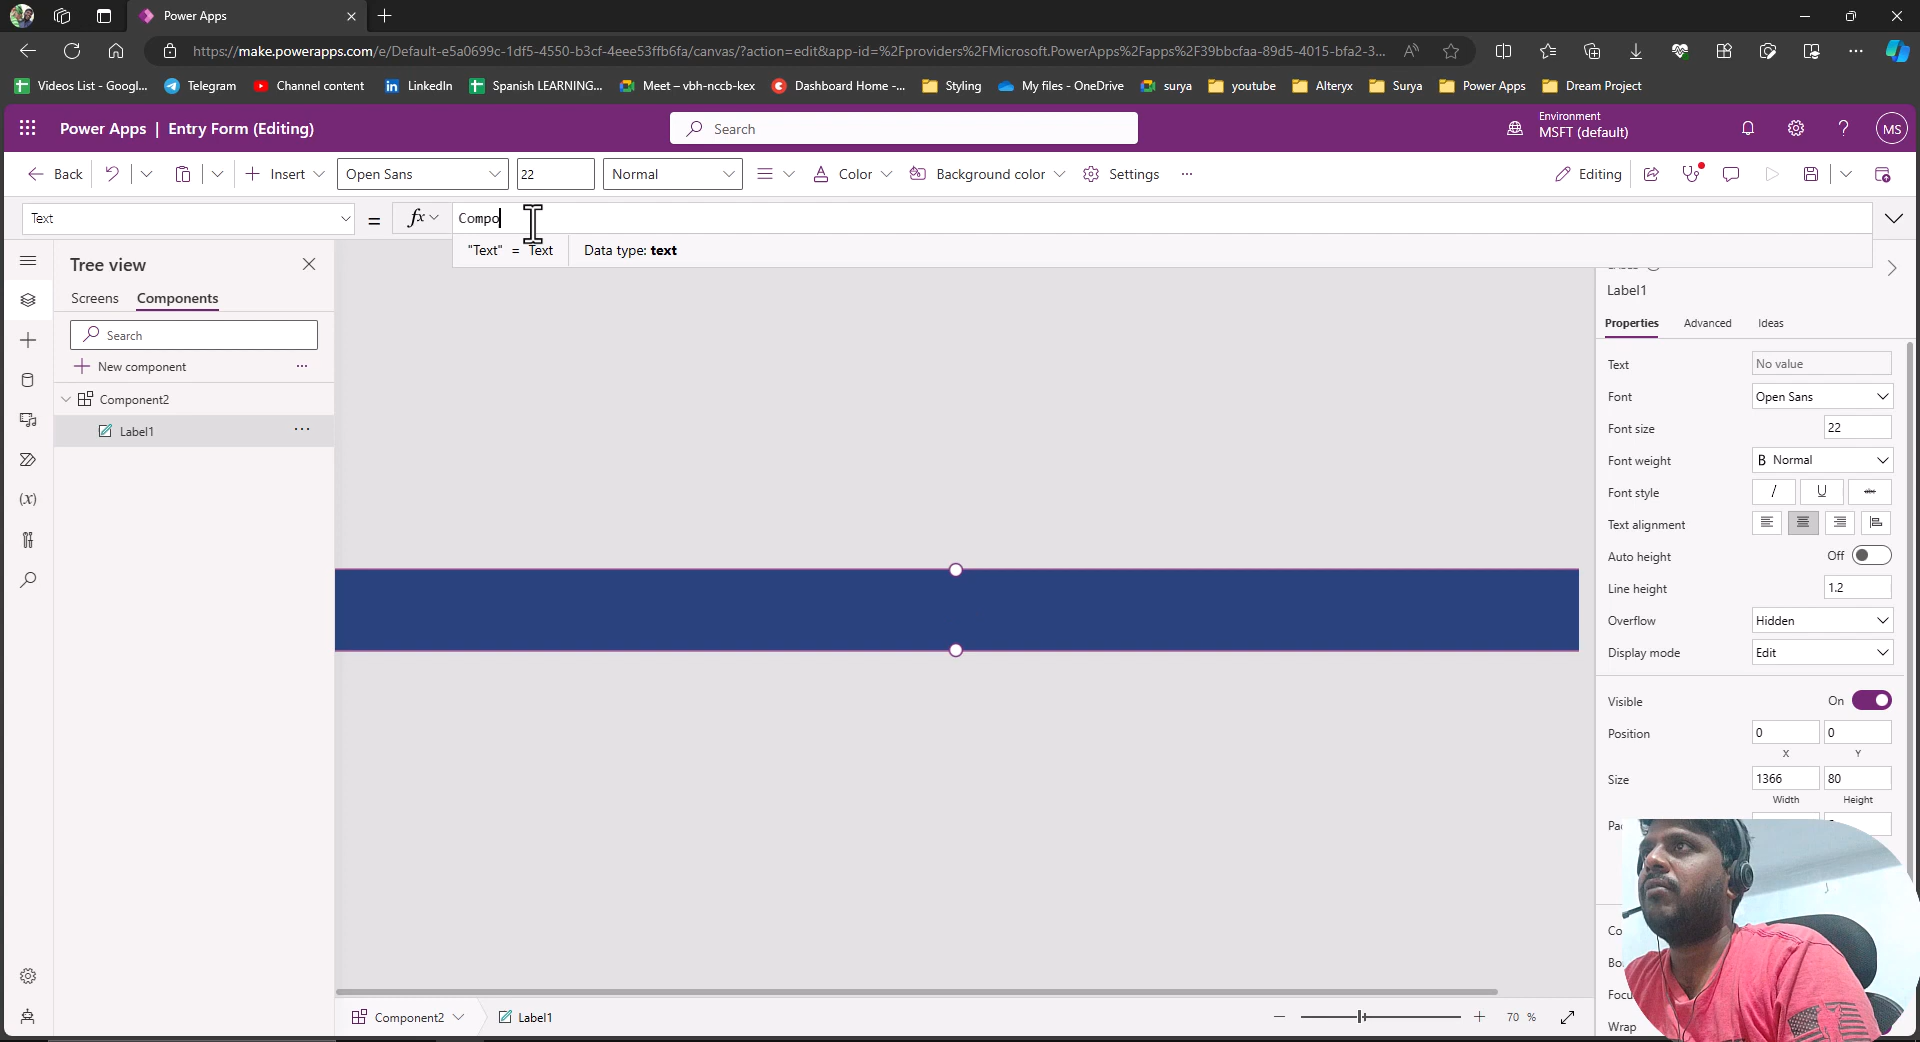 Power Apps
https://make.powerapps.com/e/Default-e5a0699c-1df5-4550-b3cf-4eee53ffb6fa/canvas/?action=edit&app-id=%2Fproviders%2FMicrosoft.PowerApps%2Fapps%2F39bbcfaa-89d5-4015-bfa2-3...
Videos List - Googl... Telegram Channel content LinkedIn Spanish LEARNING... Meet – vbh-nccb-kex Dashboard Home -... Styling My files - OneDrive surya youtube Alteryx Surya Power Apps Dream Project
Power Apps | Entry Form (Editing) Search Environment
MSFT (default) MS
Back Insert Open Sans 22 Normal Color Background color Settings ... Editing
Text = fx Compo
"Text" = Text Data type: text
Tree view
Screens Components
Search
New component ...
Component2
Label1 ...
Label1
Properties Advanced Ideas
Text No value
Font Open Sans
Font size 22
Font weight B Normal
Font style / U abc
Text alignment
Auto height Off
Line height 1.2
Overflow Hidden
Display mode Edit
Visible On
Position 0 0
X Y
Size 1366 80
Width Height
Pa
Co
Bo
Focu
Wrap
(x)
Component2 Label1 70 %